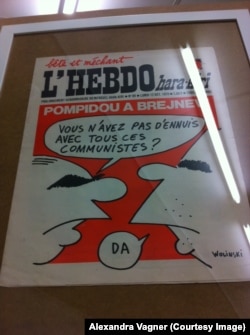 bête et méchant
L'HEBDO hara-kiri
POMPIDOU A BREJNEV
VOUS N'AVEZ PAS D'ENNUIS
AVEC TOUS CES
COMMUNISTES ?
DA
WOLINSKI
Photo: Alexandra Vagner (Courtesy Image)